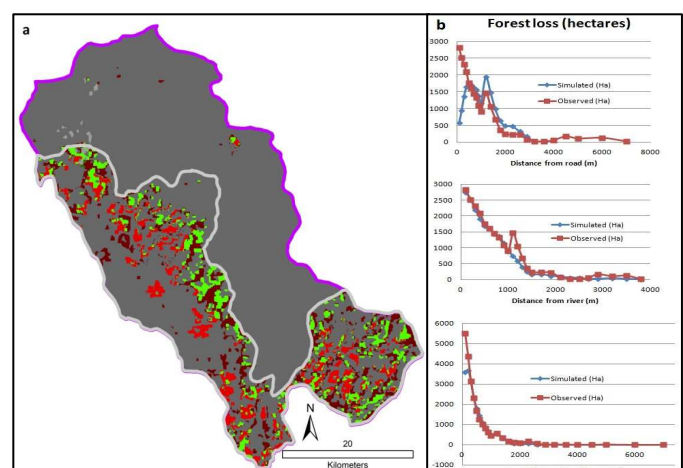 a
N
20
Kilometers
b
Forest loss (hectares)
3000
2500
2000
1500
1000
500
0
Simulated (Ha)
Observed (Ha)
0 2000 4000 6000 8000
Distance from road (m)
3000
2500
2000
1500
1000
500
0
Simulated (Ha)
Observed (Ha)
0 1000 2000 3000 4000
Distance from river (m)
6000
5000
4000
3000
2000
1000
0
-1000
Simulated (Ha)
Observed (Ha)
0 2000 4000 6000